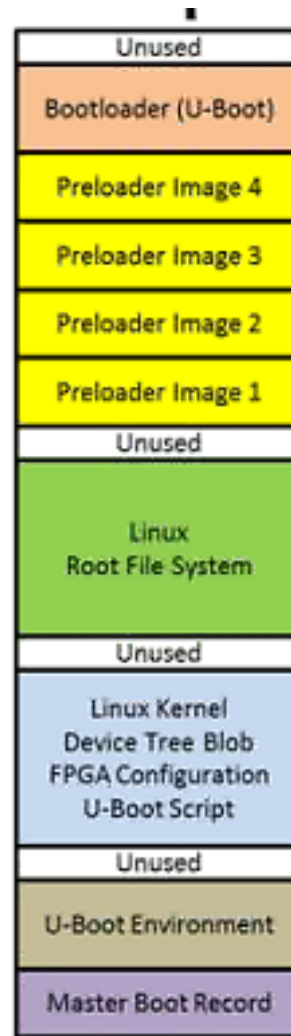 Unused
Bootloader (U-Boot)
Preloader Image 4
Preloader Image 3
Preloader Image 2
Preloader Image 1
Unused
Linux
Root File System
Unused
Linux Kernel
Device Tree Blob
FPGA Configuration
U-Boot Script
Unused
U-Boot Environment
Master Boot Record